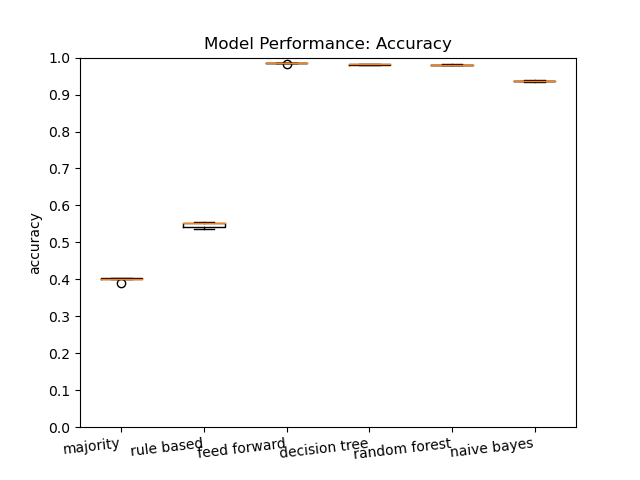 Model Performance: Accuracy
accuracy
1.0
0.9
0.8
0.7
0.6
0.5
0.4
0.3
0.2
0.1
0.0
majority
rule based
feed forward
decision tree
random forest
naive bayes